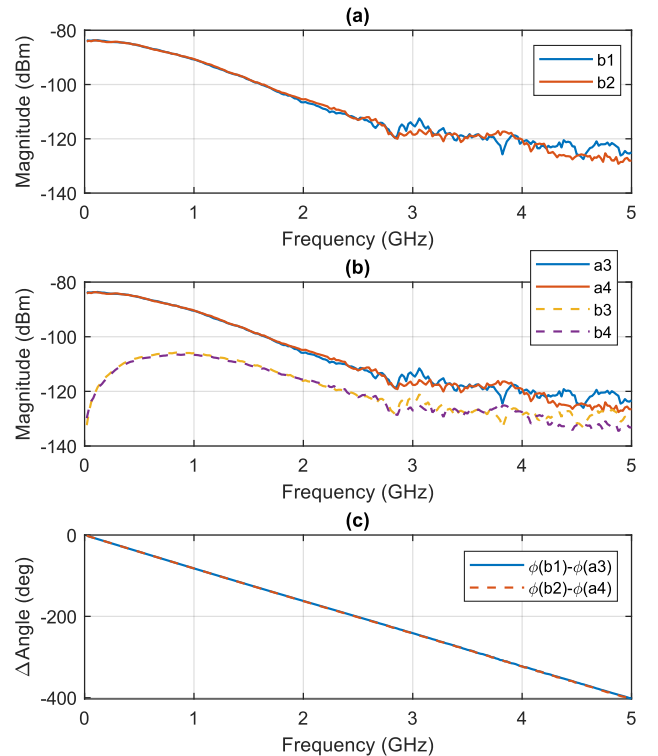 (a)
Magnitude (dBm)
-80
-100
-120
-140
b1
b2
0 1 2 3 4 5
Frequency (GHz)
(b)
Magnitude (dBm)
-80
-100
-120
-140
a3
a4
b3
b4
0 1 2 3 4 5
Frequency (GHz)
(c)
ΔAngle (deg)
0
-200
-400
ϕ(b1)-ϕ(a3)
ϕ(b2)-ϕ(a4)
0 1 2 3 4 5
Frequency (GHz)